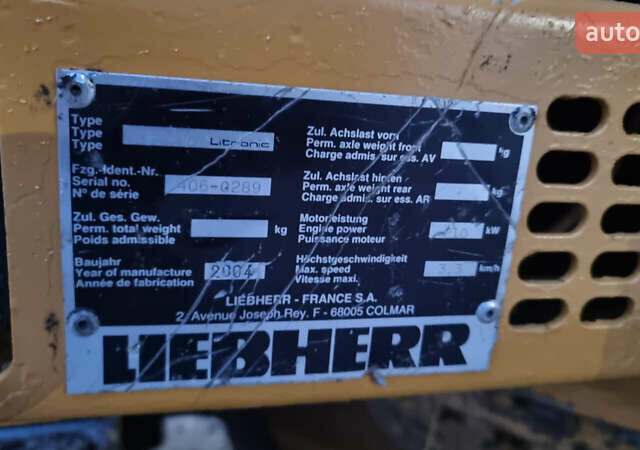 auto
Type
Type
Type
Litronic
Fzg.-Ident.-Nr.
Serial no.
N° de série
406-0289
Zul. Ges. Gew.
Perm. total weight
Poids admissible
kg
Baujahr
Year of manufacture
Année de fabrication
2004
Zul. Achslast vorn
Perm. axle weight front
Charge admis. sur ess. AV
kg
Zul. Achslast hinten
Perm. axle weight rear
Charge admis. sur ess. AR
kg
Motorleistung
Engine power
Puissance moteur
kW
Höchstgeschwindigkeit
Max. speed
Vitesse maxi.
3,3
km/h
LIEBHERR - FRANCE S.A.
2, Avenue Joseph Rey. F - 68005 COLMAR
LIEBHERR